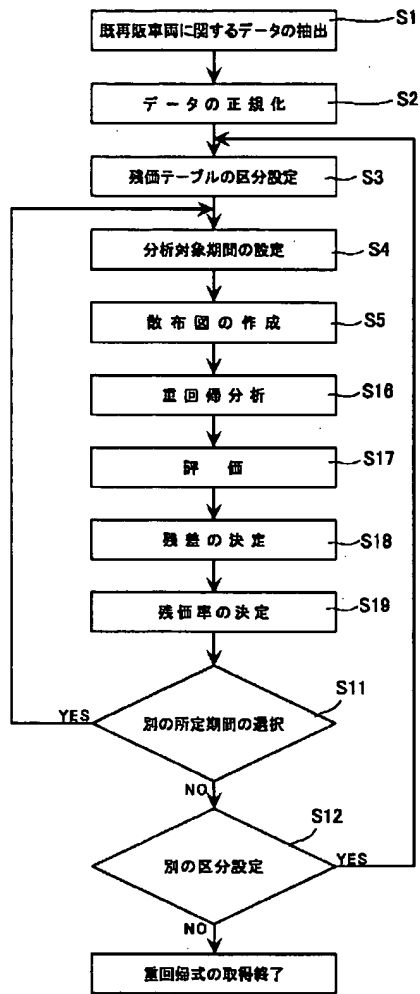 既再販車両に関するデータの抽出
S1
データの正規化
S2
残価テーブルの区分設定
S3
分析対象期間の設定
S4
散布図の作成
S5
重回帰分析
S16
評価
S17
残差の決定
S18
残価率の決定
S19
別の所定期間の選択
S11
YES
NO
別の区分設定
S12
YES
NO
重回帰式の取得終了